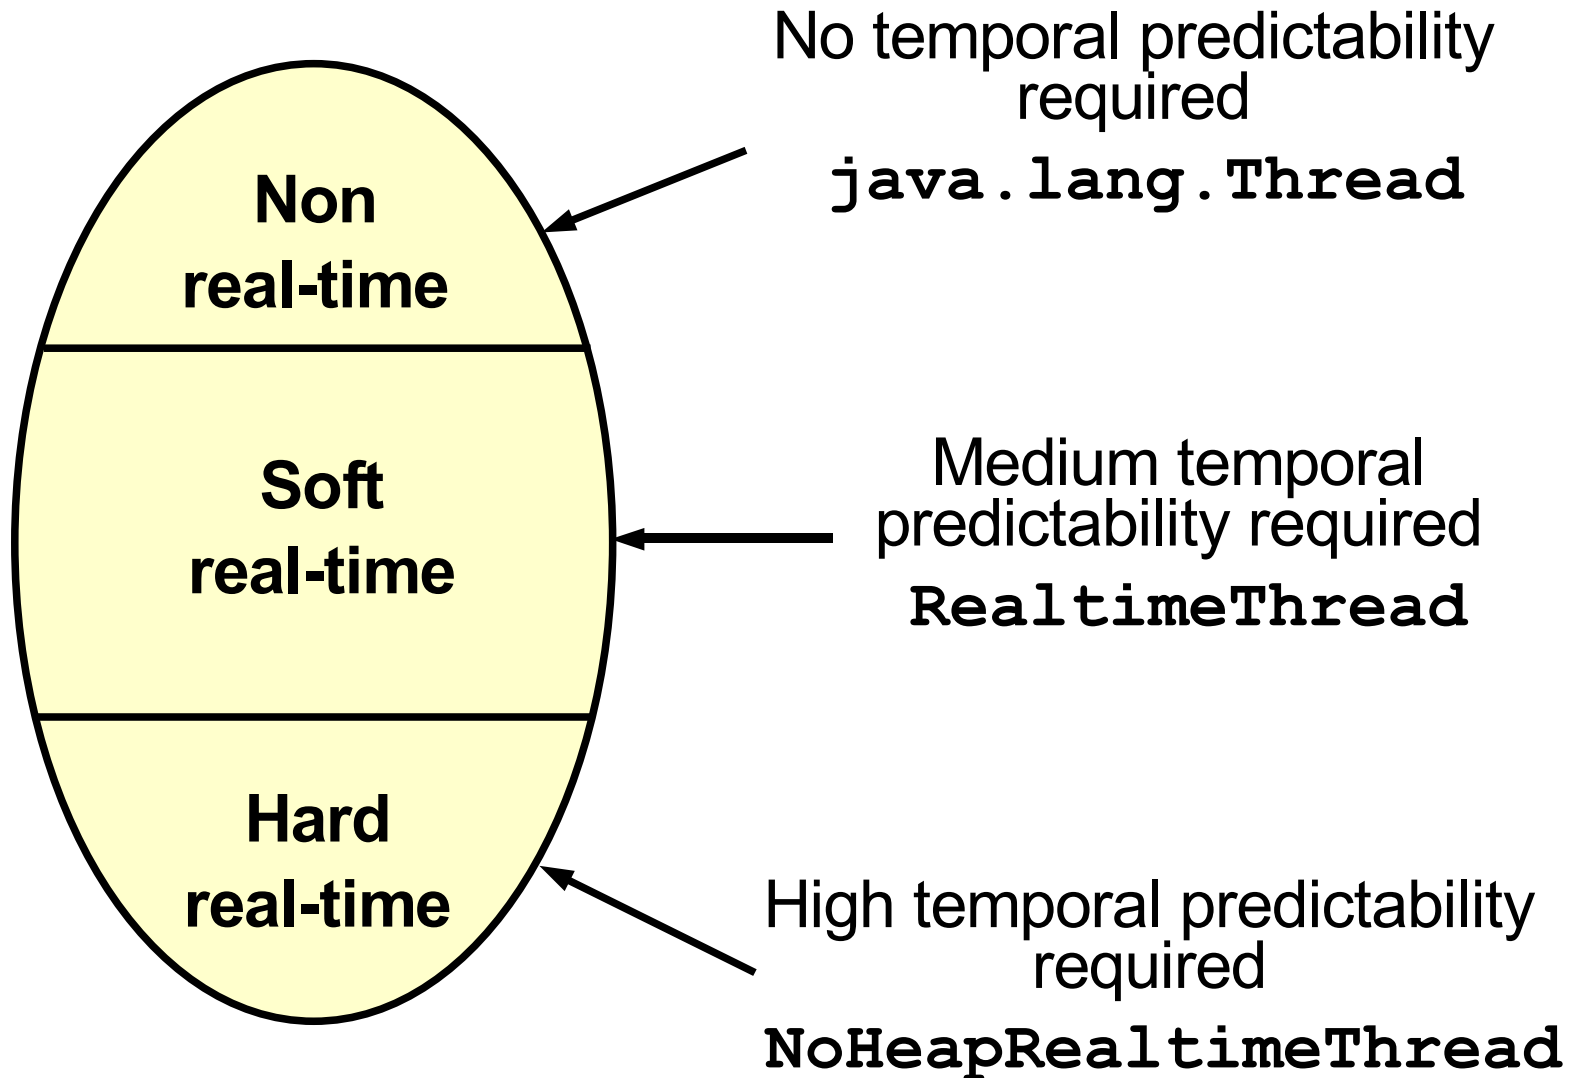 No temporal predictability
required
java.lang.Thread
Non
real-time
Medium temporal
predictability required
RealtimeThread
Soft
real-time
Hard
real-time
High temporal predictability
required
NoHeapRealtimeThread